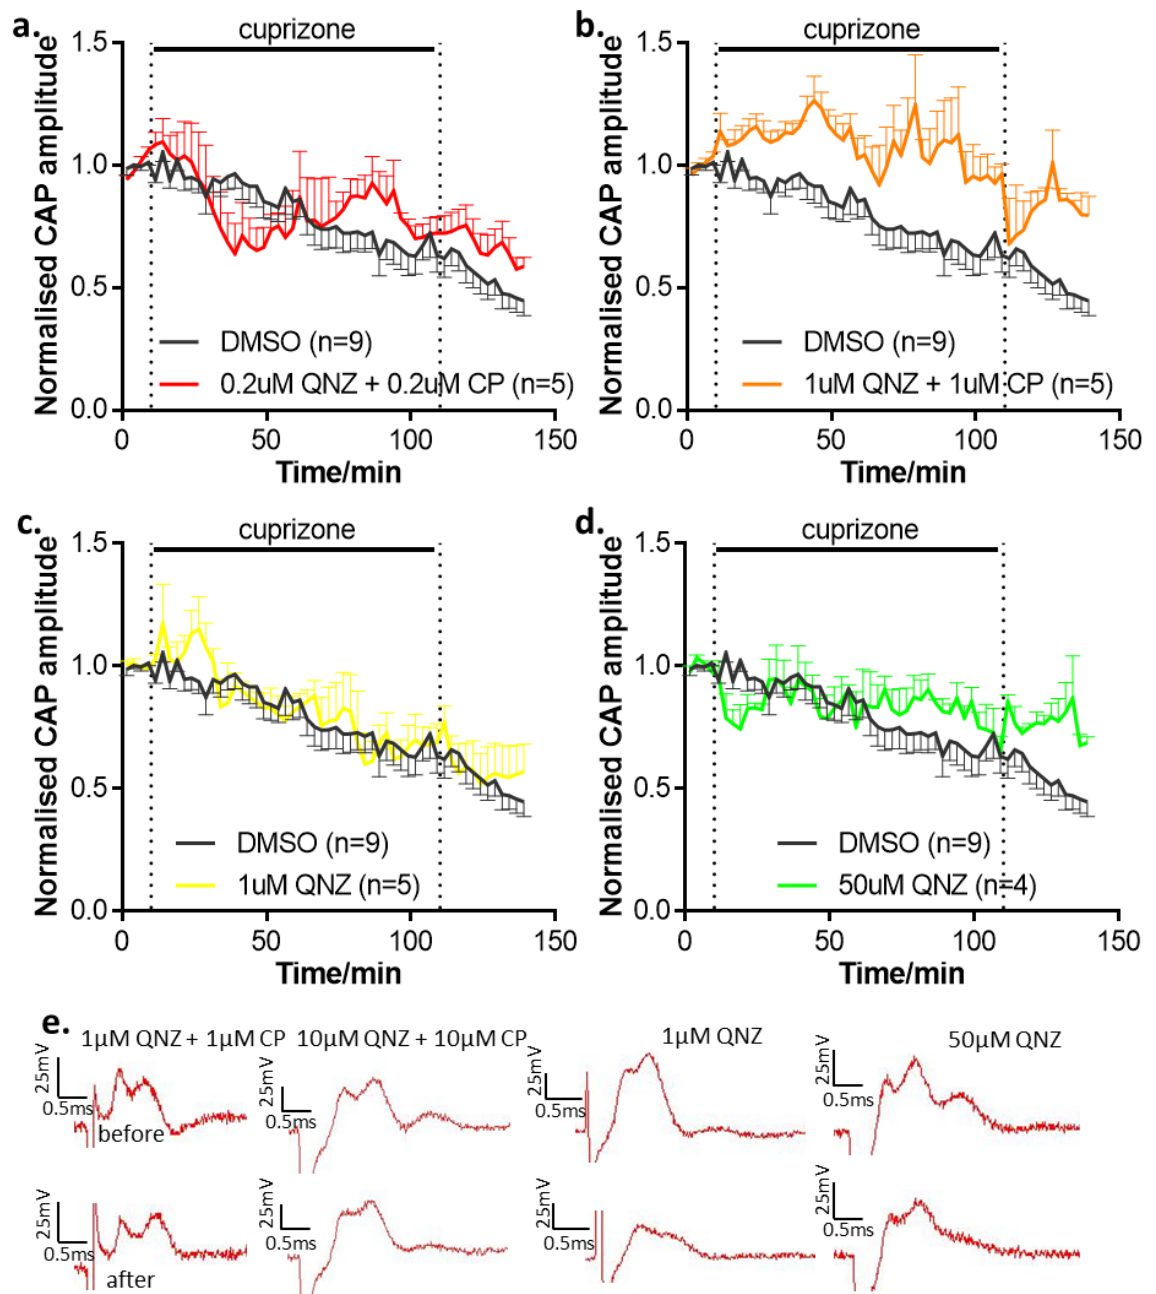 a.
cuprizone
Normalised CAP amplitude
1.5
1.0
0.5
0.0
DMSO (n=9)
0.2uM QNZ + 0.2uM CP (n=5)
0 50 100 150
Time/min
b.
cuprizone
Normalised CAP amplitude
1.5
1.0
0.5
0.0
DMSO (n=9)
1uM QNZ + 1uM CP (n=5)
0 50 100 150
Time/min
c.
cuprizone
Normalised CAP amplitude
1.5
1.0
0.5
0.0
DMSO (n=9)
1uM QNZ (n=5)
0 50 100 150
Time/min
d.
cuprizone
Normalised CAP amplitude
1.5
1.0
0.5
0.0
DMSO (n=9)
50uM QNZ (n=4)
0 50 100 150
Time/min
e.
1μM QNZ + 1μM CP 10μM QNZ + 10μM CP 1μM QNZ 50μM QNZ
25mV 25mV 25mV 25mV
0.5ms 0.5ms 0.5ms 0.5ms
before
25mV 25mV 25mV 25mV
0.5ms 0.5ms 0.5ms 0.5ms
after